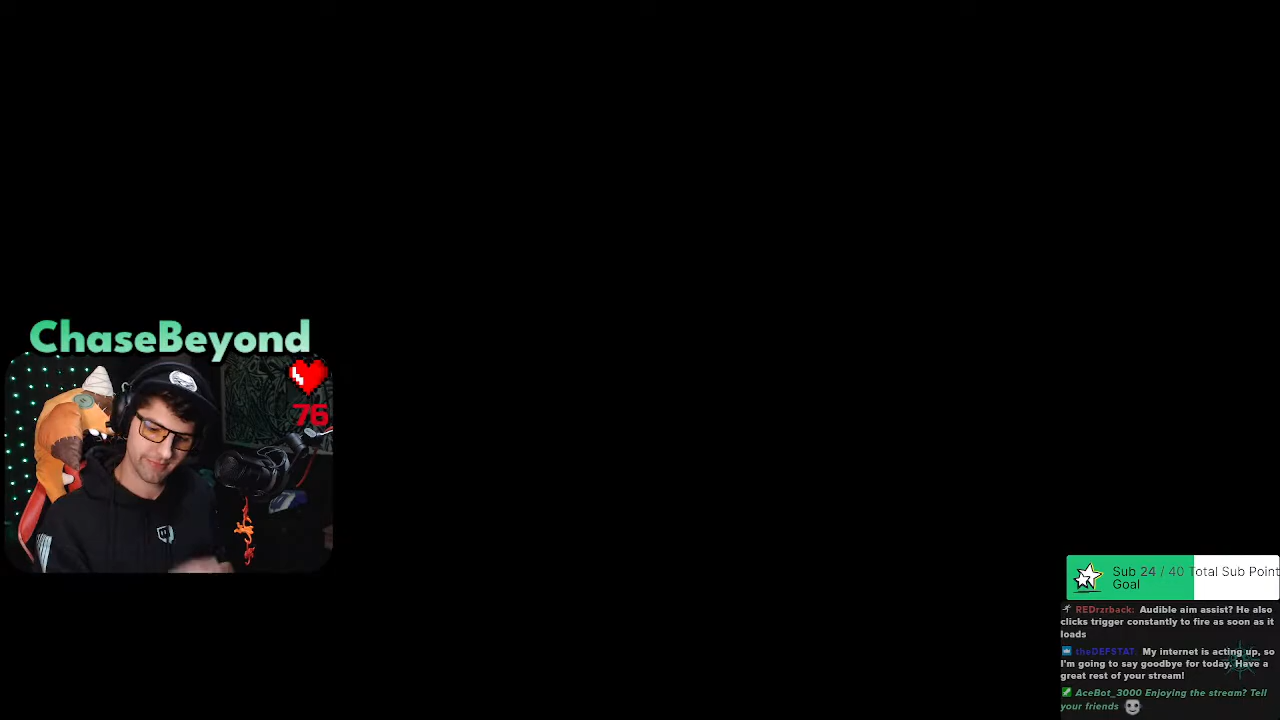 ChaseBeyond
76
Sub 24 / 40 Total Sub Point
Goal
REDrzrback: Audible aim assist? He also
clicks trigger constantly to fire as soon as it
loads
theDEFSTAT: My internet is acting up, so
I'm going to say goodbye for today. Have a
great rest of your stream!
AceBot_3000 Enjoying the stream? Tell
your friends